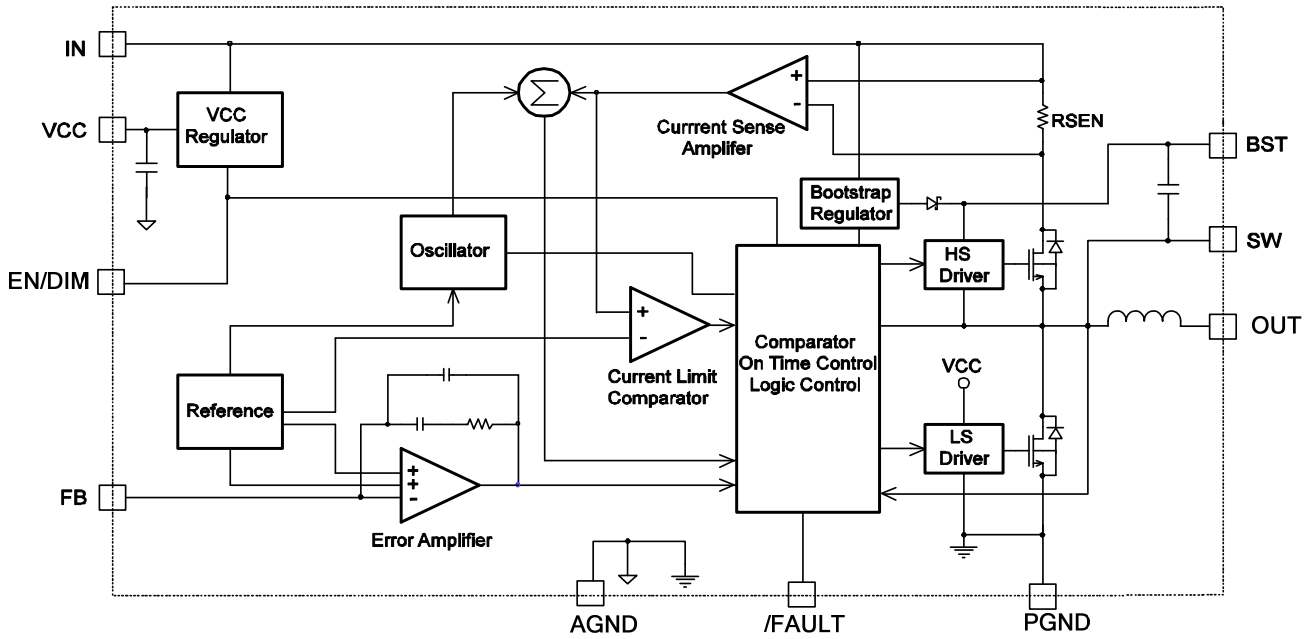 IN
VCC
VCC
Regulator
EN/DIM
Σ
+
-
Currrent Sense
Amplifer
RSEN
BST
SW
OUT
Bootstrap
Regulator
Oscillator
HS
Driver
+
-
Current Limit
Comparator
Comparator
On Time Control
Logic Control
VCC
LS
Driver
Reference
FB
+
+
-
Error Amplifier
AGND
/FAULT
PGND